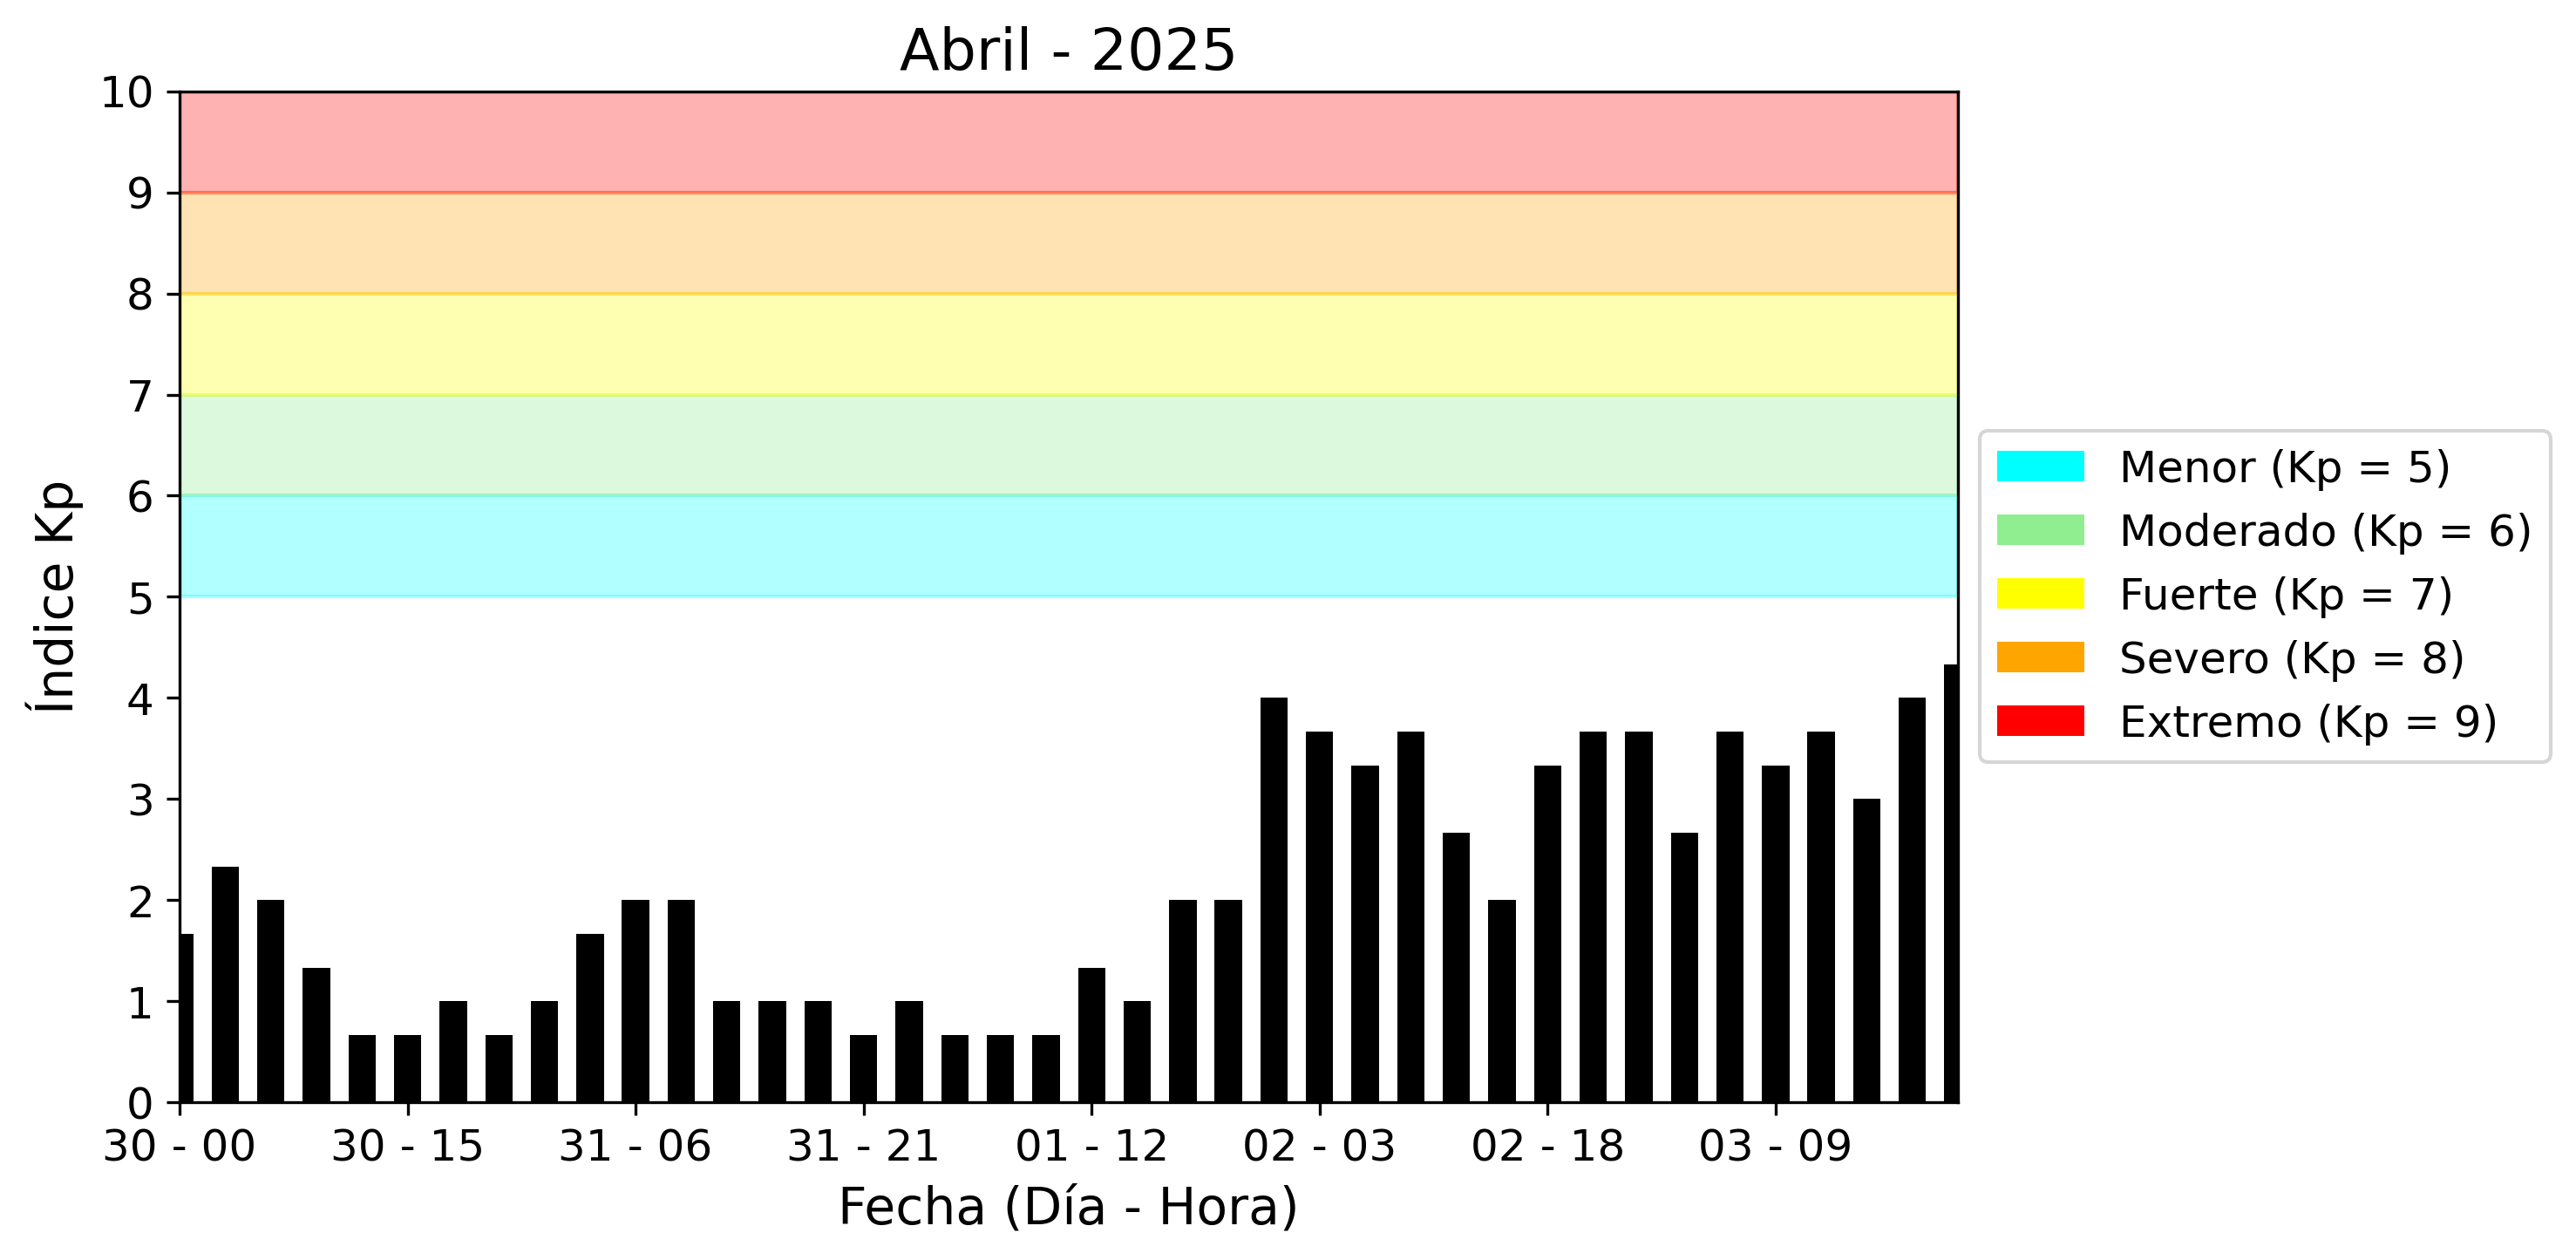 Abril - 2025
10
9
8
7
6
5
4
3
2
1
0
Índice Kp
30 - 00
30 - 15
31 - 06
31 - 21
01 - 12
02 - 03
02 - 18
03 - 09
Fecha (Día - Hora)
Menor (Kp = 5)
Moderado (Kp = 6)
Fuerte (Kp = 7)
Severo (Kp = 8)
Extremo (Kp = 9)